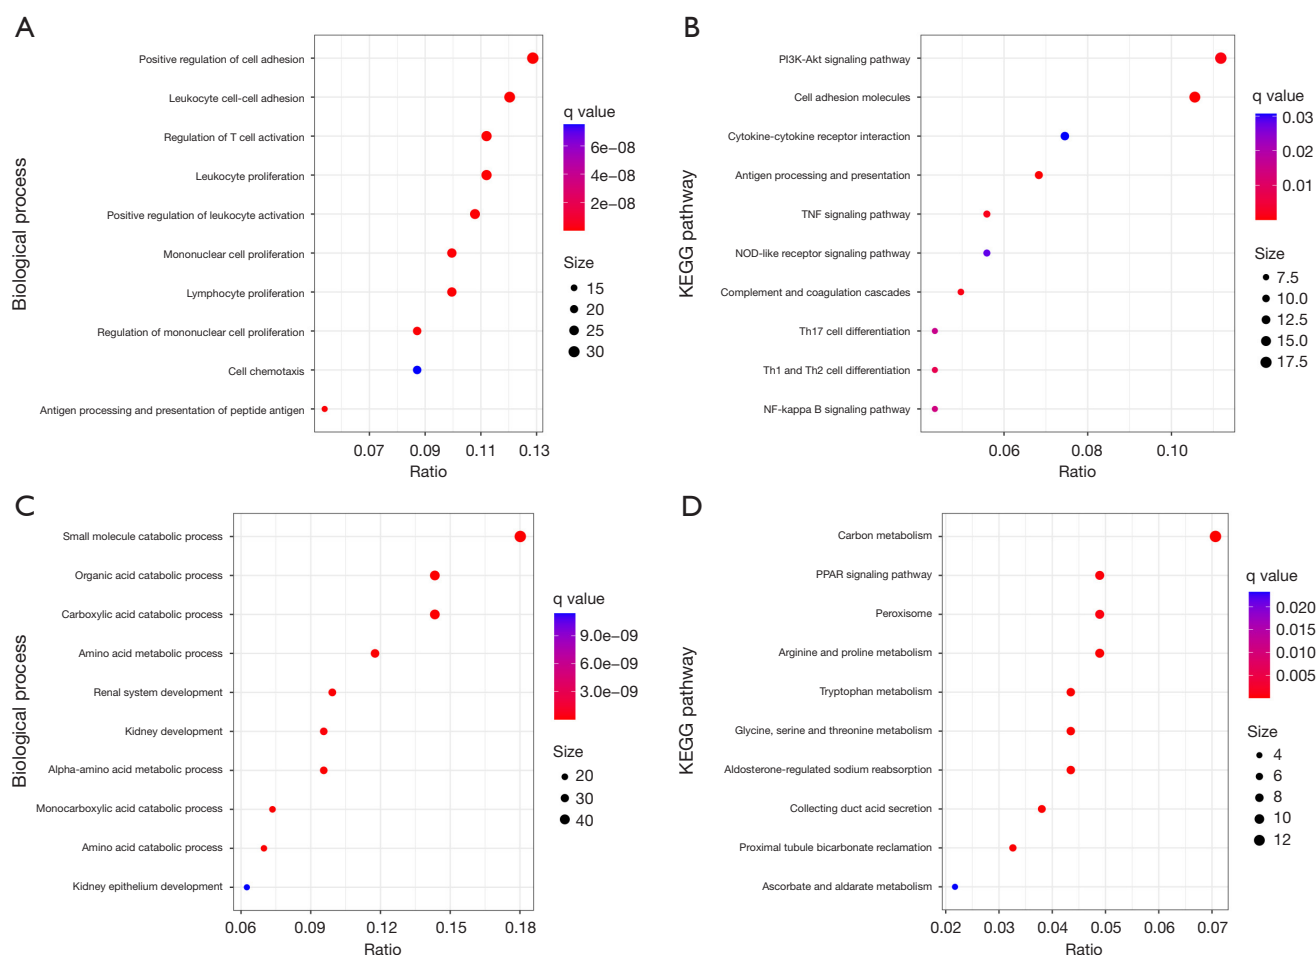 A
Biological process
Positive regulation of cell adhesion
Leukocyte cell-cell adhesion
Regulation of T cell activation
Leukocyte proliferation
Positive regulation of leukocyte activation
Mononuclear cell proliferation
Lymphocyte proliferation
Regulation of mononuclear cell proliferation
Cell chemotaxis
Antigen processing and presentation of peptide antigen
0.07 0.09 0.11 0.13
Ratio
q value
6e−08
4e−08
2e−08
Size
15
20
25
30
B
KEGG pathway
PI3K-Akt signaling pathway
Cell adhesion molecules
Cytokine-cytokine receptor interaction
Antigen processing and presentation
TNF signaling pathway
NOD-like receptor signaling pathway
Complement and coagulation cascades
Th17 cell differentiation
Th1 and Th2 cell differentiation
NF-kappa B signaling pathway
0.06 0.08 0.10
Ratio
q value
0.03
0.02
0.01
Size
7.5
10.0
12.5
15.0
17.5
C
Biological process
Small molecule catabolic process
Organic acid catabolic process
Carboxylic acid catabolic process
Amino acid metabolic process
Renal system development
Kidney development
Alpha-amino acid metabolic process
Monocarboxylic acid catabolic process
Amino acid catabolic process
Kidney epithelium development
0.06 0.09 0.12 0.15 0.18
Ratio
q value
9.0e−09
6.0e−09
3.0e−09
Size
20
30
40
D
KEGG pathway
Carbon metabolism
PPAR signaling pathway
Peroxisome
Arginine and proline metabolism
Tryptophan metabolism
Glycine, serine and threonine metabolism
Aldosterone-regulated sodium reabsorption
Collecting duct acid secretion
Proximal tubule bicarbonate reclamation
Ascorbate and aldarate metabolism
0.02 0.03 0.04 0.05 0.06 0.07
Ratio
q value
0.020
0.015
0.010
0.005
Size
4
6
8
10
12